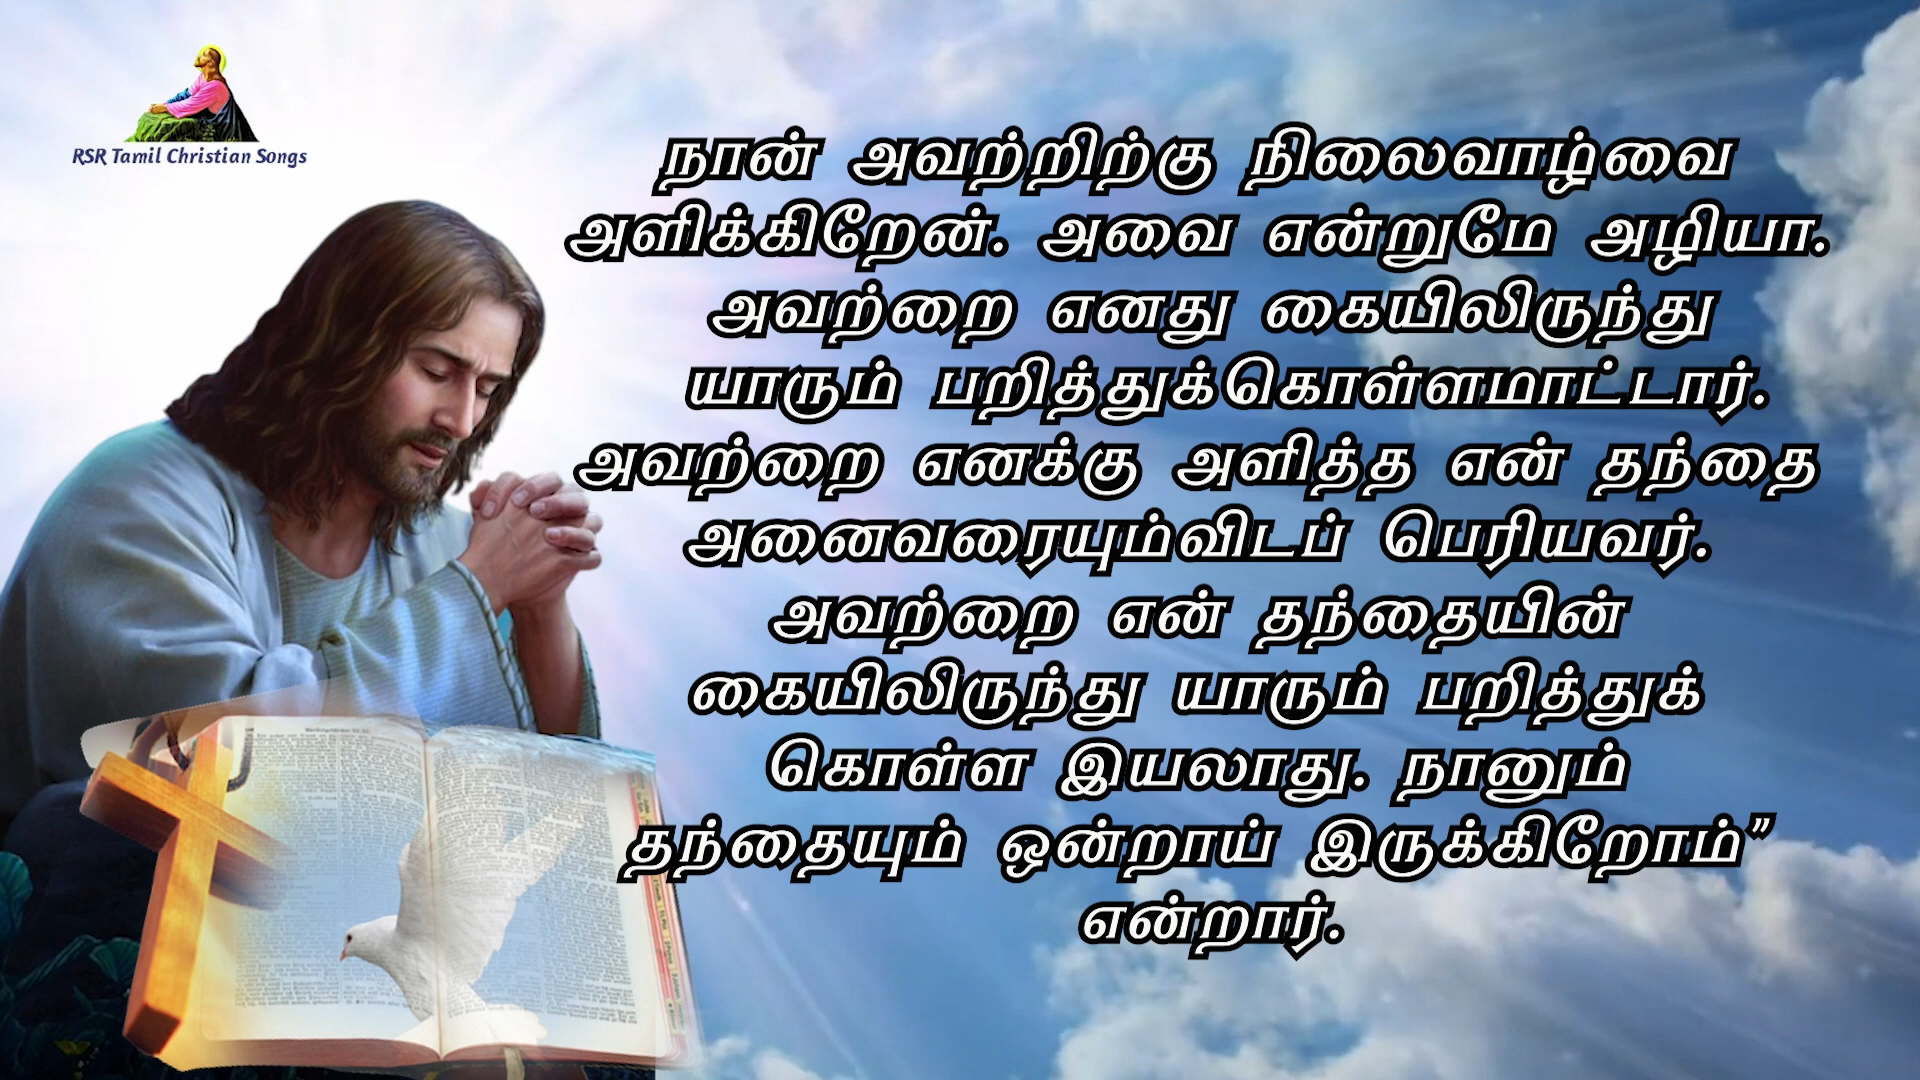 RSR Tamil Christian Songs
நான் அவற்றிற்கு நிலைவாழ்வை
அளிக்கிறேன். அவை என்றுமே அழியா.
அவற்றை எனது கையிலிருந்து
யாரும் பறித்துக்கொள்ளமாட்டார்.
அவற்றை எனக்கு அளித்த என் தந்தை
அனைவரையும்விடப் பெரியவர்.
அவற்றை என் தந்தையின்
கையிலிருந்து யாரும் பறித்துக்
கொள்ள இயலாது. நானும்
தந்தையும் ஒன்றாய் இருக்கிறோம்”
என்றார்.